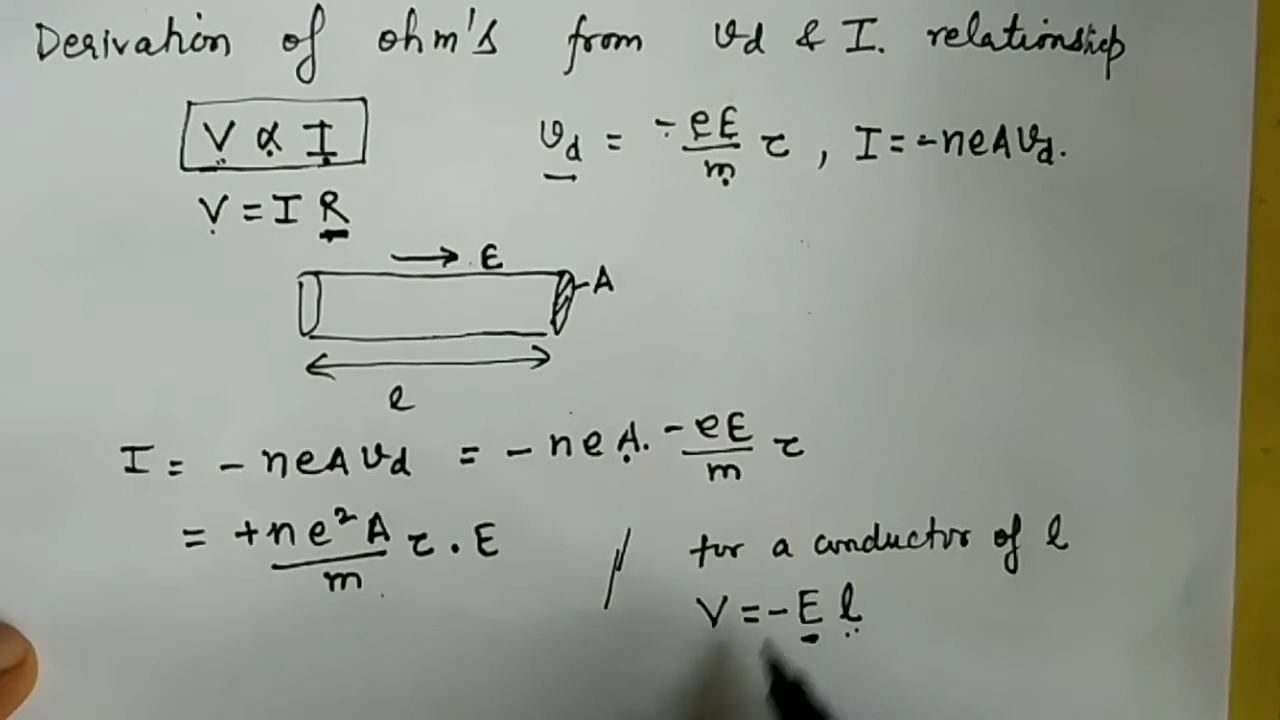 Derivation of ohm's from vd & I. relationship
V ∝ I
vd = -eE/m τ, I = -neAvd.
V = I R
E
A
l
I = -neAvd = -neA. -eE/m τ
= +ne²A/m τ. E
for a conductor of l
V = -E l